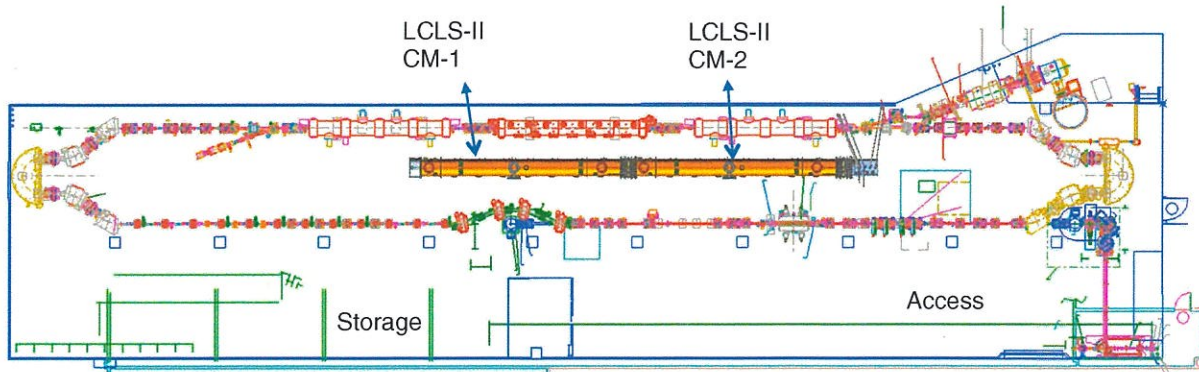 LCLS-II
CM-1
LCLS-II
CM-2
Storage
Access